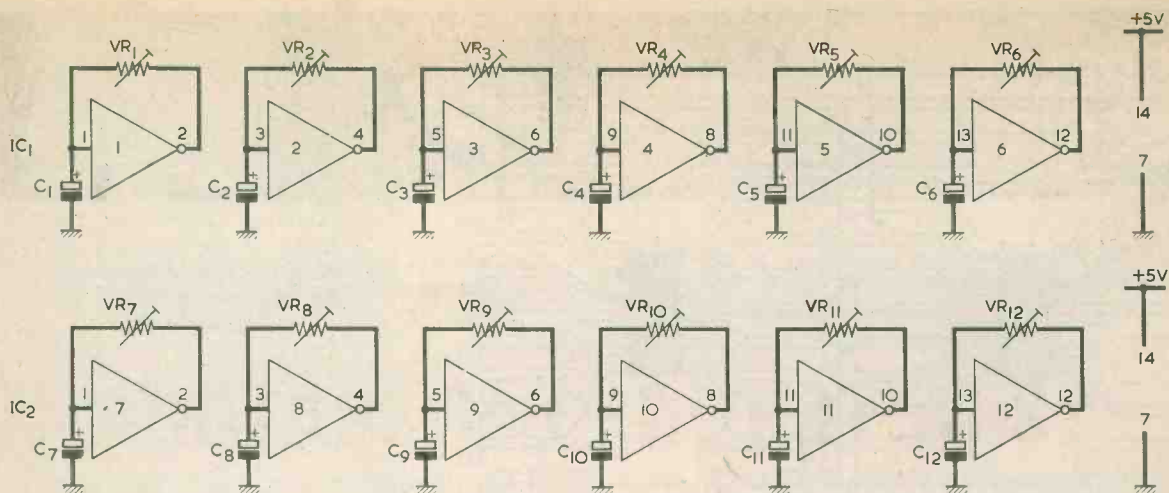 VR1 VR2 VR3 VR4 VR5 VR6 +5V
1 2 3 4 5 6 9 8 11 10 13 12 14
IC1 1 2 3 4 5 6 7
C1 + C2 + C3 + C4 + C5 + C6 +
VR7 VR8 VR9 VR10 VR11 VR12 +5V
1 2 3 4 5 6 9 8 11 10 13 12 14
IC2 7 8 9 10 11 12 7
C7 + C8 + C9 + C10 + C11 + C12 +